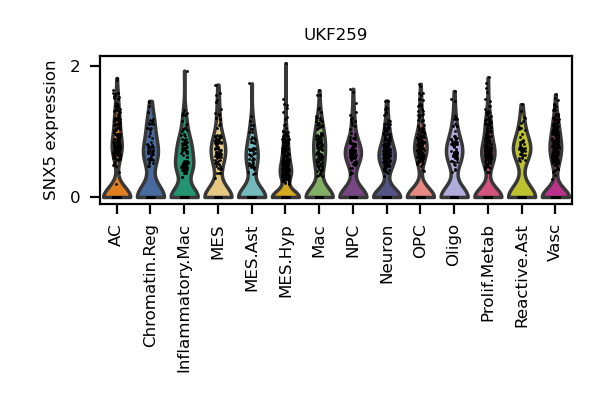 UKF259
SNX5 expression
2
0
AC
Chromatin.Reg
Inflammatory.Mac
MES
MES.Ast
MES.Hyp
Mac
NPC
Neuron
OPC
Oligo
Prolif.Metab
Reactive.Ast
Vasc